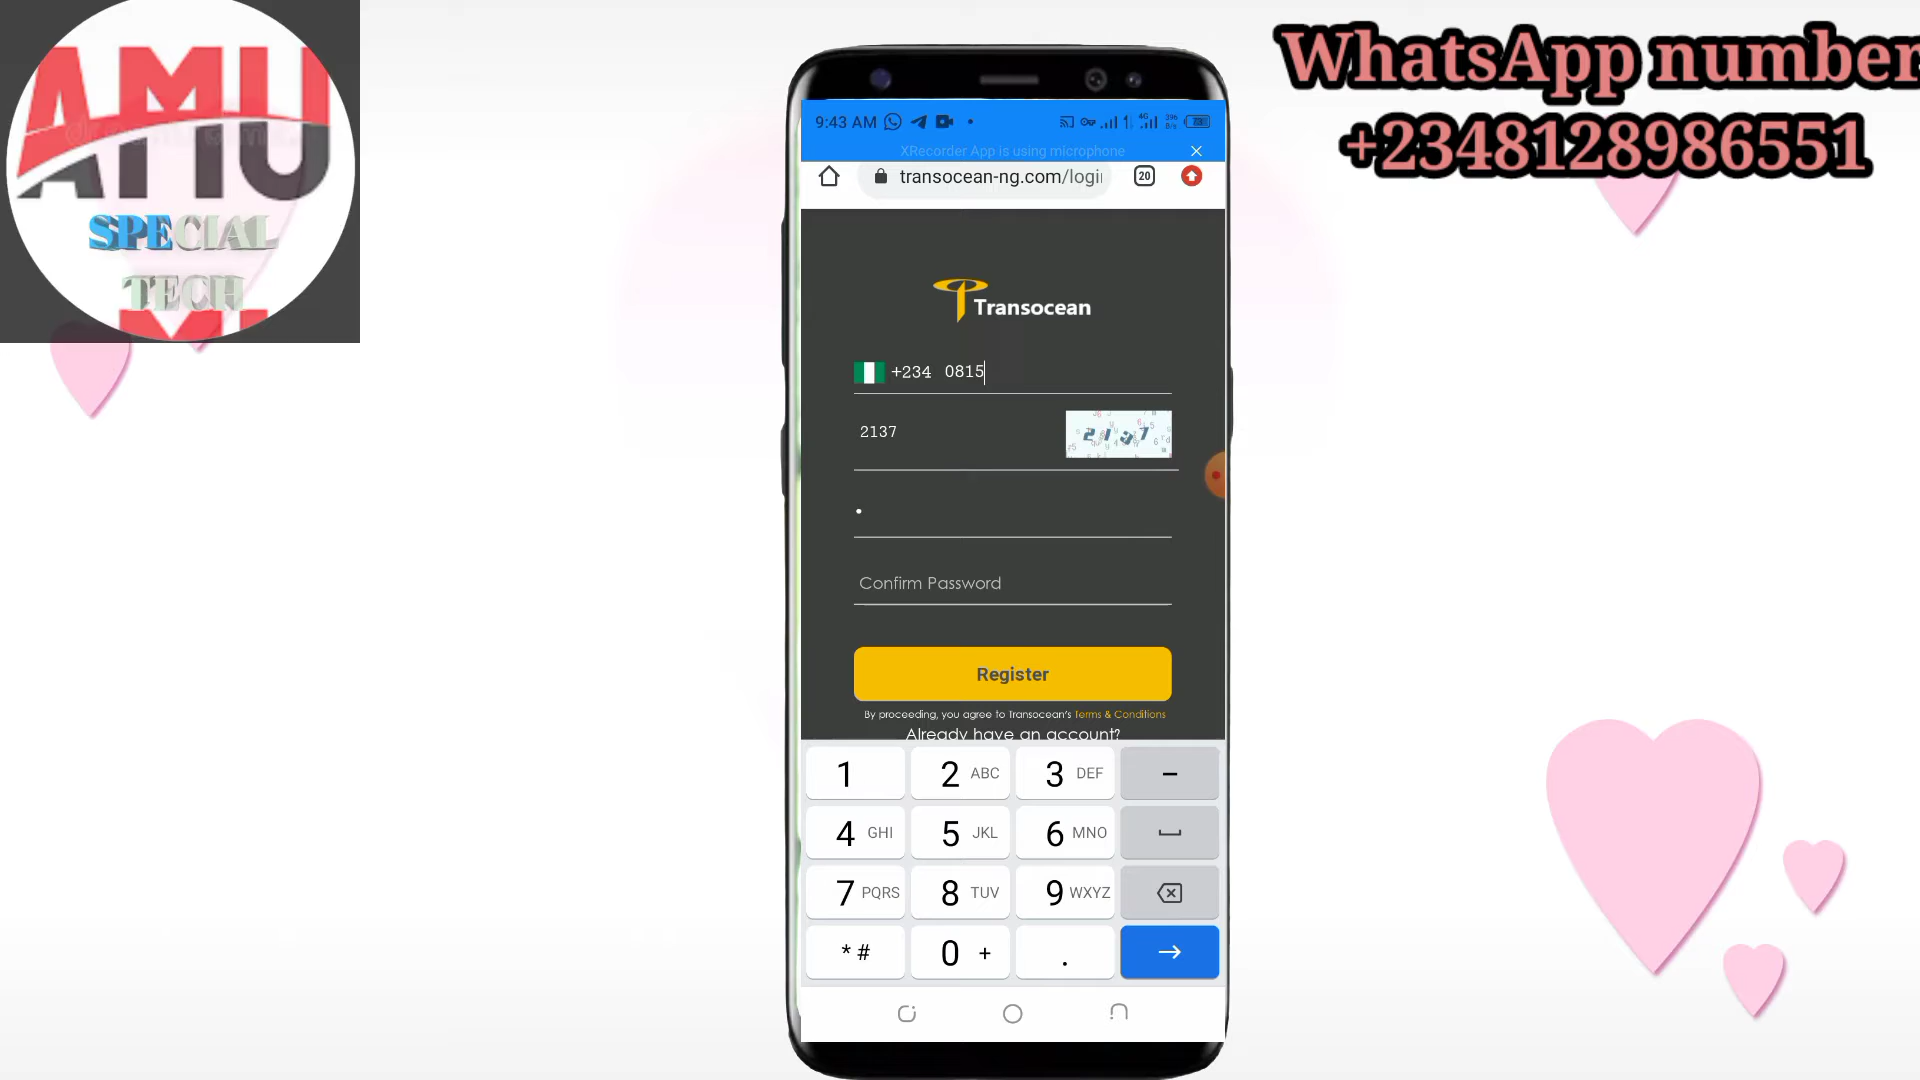 AMU
SPECIAL
TECH
WhatsApp number
+2348128986551
9:43 AM
XRecorder App is using microphone
transocean-ng.com/logi
20
Transocean
+234 0815
2137
2137
Confirm Password
Register
By proceeding, you agree to Transocean's Terms & Conditions
Already have an account?
1 2 ABC 3 DEF -
4 GHI 5 JKL 6 MNO
7 PQRS 8 TUV 9 WXYZ
* # 0 + .